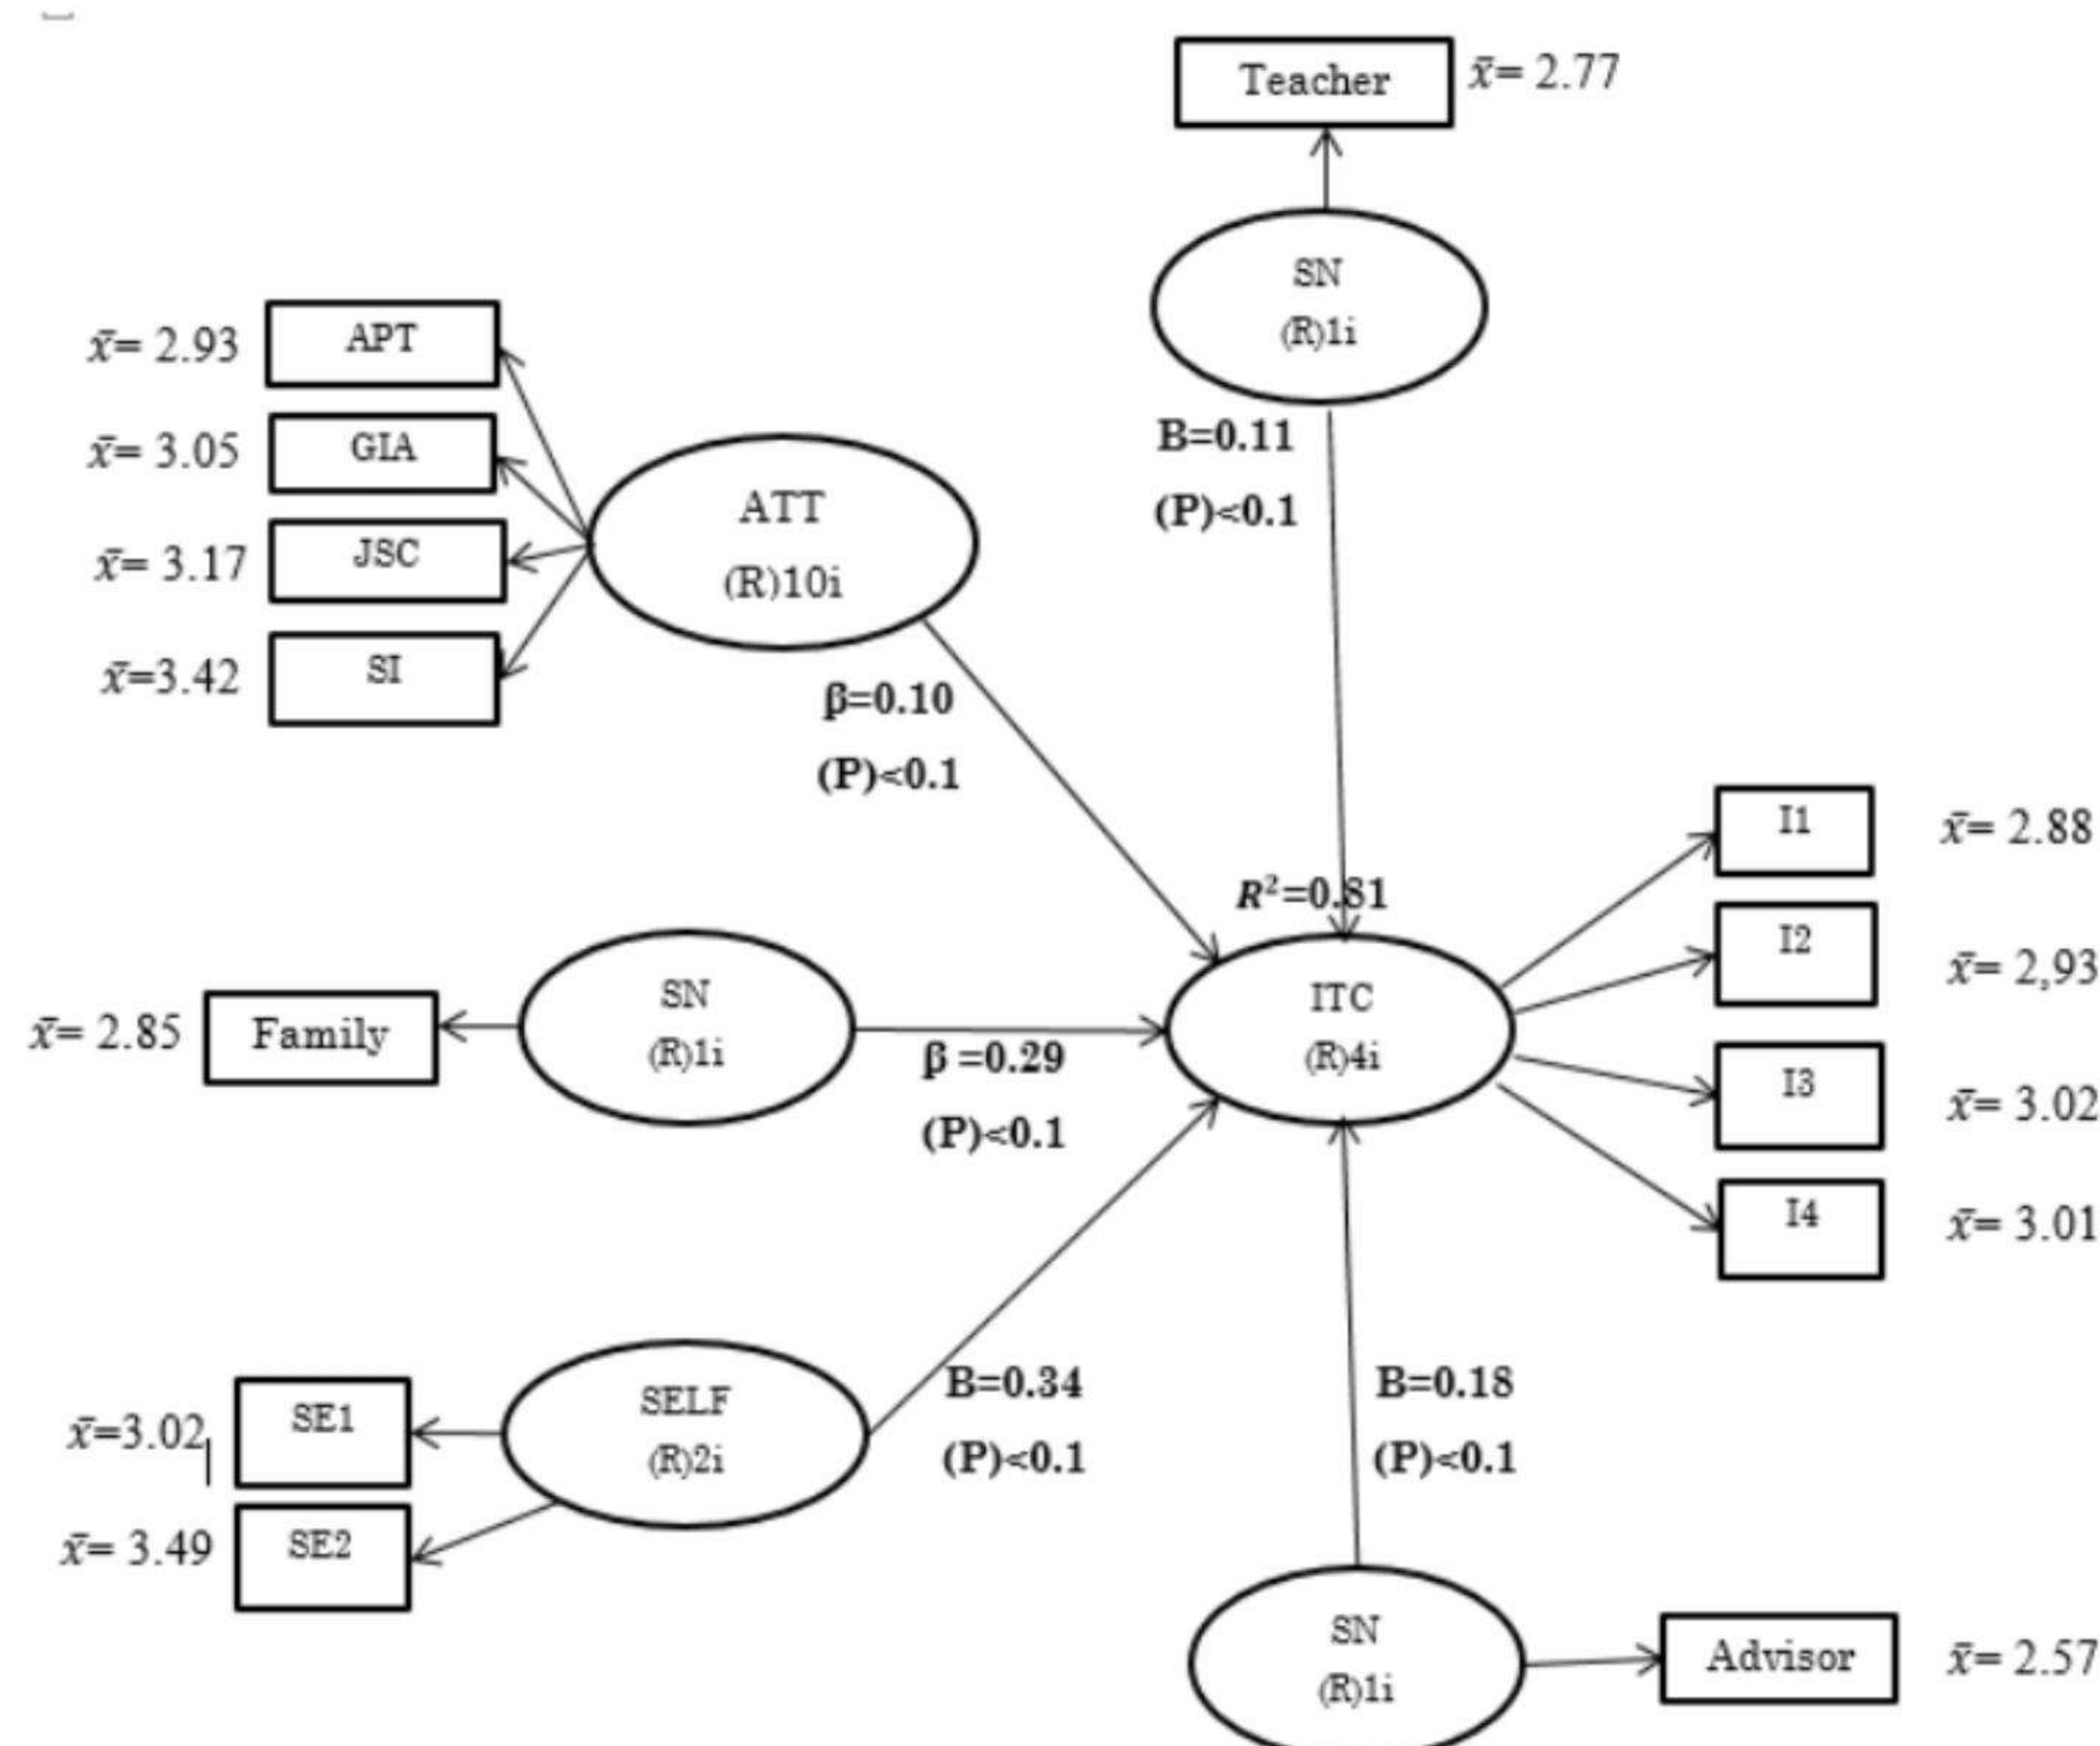 Teacher
x̄= 2.77
SN
(R)1i
B=0.11
(P)<0.1
x̄= 2.93
APT
x̄= 3.05
GIA
x̄= 3.17
JSC
x̄=3.42
SI
ATT
(R)10i
β=0.10
(P)<0.1
R²=0.81
x̄= 2.85
Family
SN
(R)1i
β =0.29
(P)<0.1
ITC
(R)4i
I1
x̄= 2.88
I2
x̄= 2,93
I3
x̄= 3.02
I4
x̄= 3.01
x̄=3.02
SE1
x̄= 3.49
SE2
SELF
(R)2i
B=0.34
(P)<0.1
B=0.18
(P)<0.1
SN
(R)1i
Advisor
x̄= 2.57